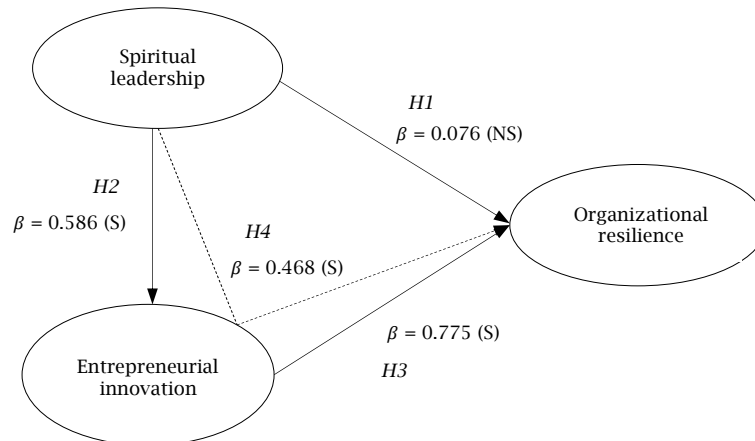 Spiritual
leadership
H1
β = 0.076 (NS)
H2
β = 0.586 (S)
Organizational
resilience
H4
β = 0.468 (S)
β = 0.775 (S)
H3
Entrepreneurial
innovation